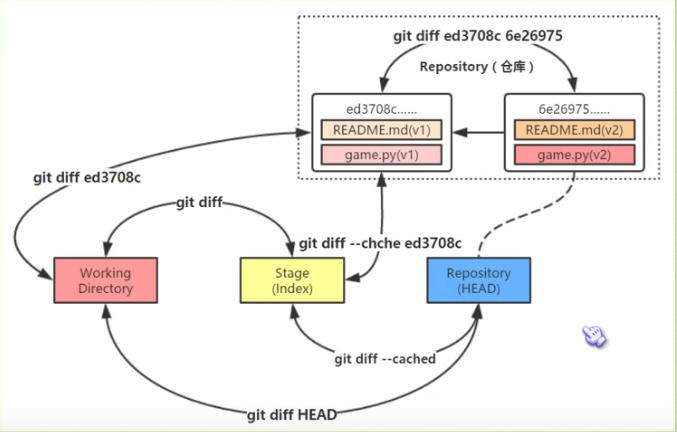 git diff ed3708c 6e26975
Repository（仓库）
ed3708c......
README.md(v1)
game.py(v1)
6e26975......
README.md(v2)
game.py(v2)
git diff ed3708c
git diff
git diff --chche ed3708c
Working
Directory
Stage
(Index)
Repository
(HEAD)
git diff --cached
git diff HEAD